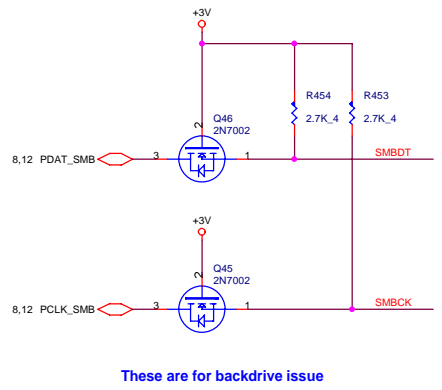 +3V
R454
R453
2.7K_4
2.7K_4
Q46
2N7002
2
8,12 PDAT_SMB
3
1
SMBDT
+3V
Q45
2N7002
2
8,12 PCLK_SMB
3
1
SMBCK
These are for backdrive issue